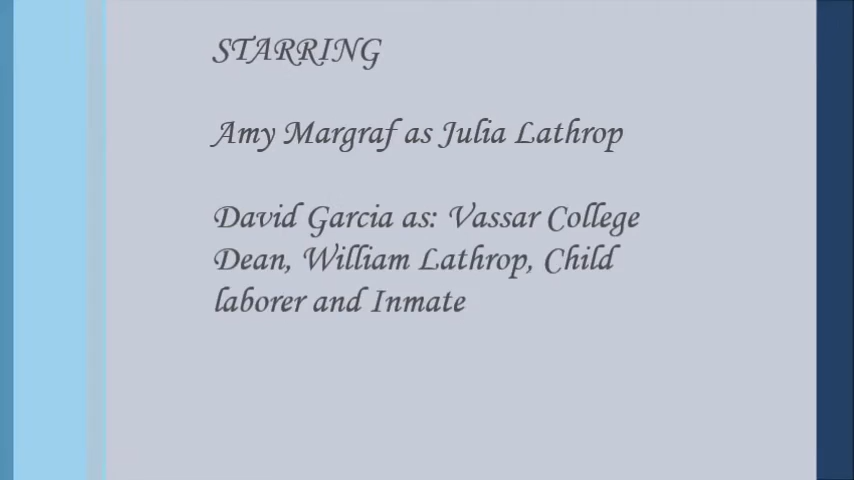 STARRING
Amy Margraf as Julia Lathrop
David Garcia as: Vassar College
Dean, William Lathrop, Child
laborer and Inmate